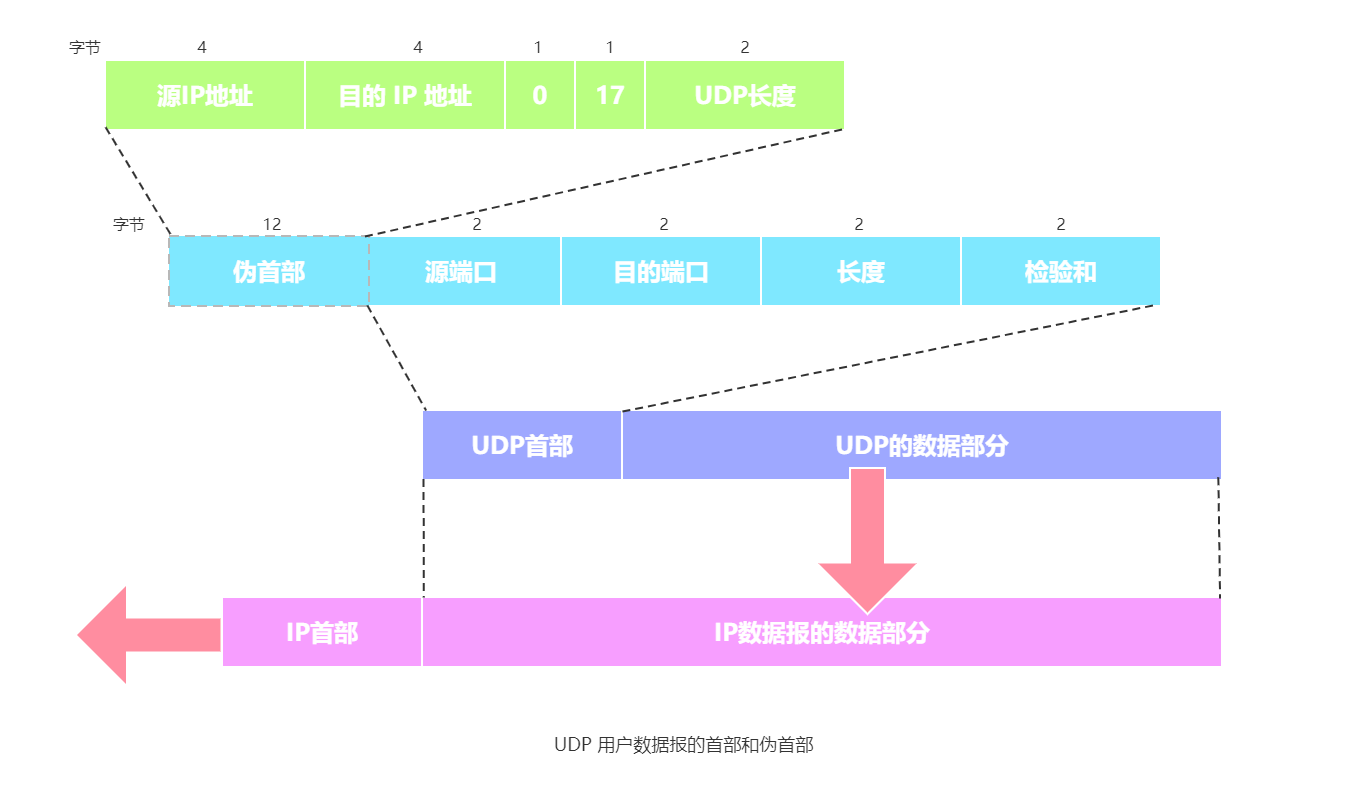 字节 4 4 1 1 2
源IP地址 目的 IP 地址 0 17 UDP长度
字节 12 2 2 2 2
伪首部 源端口 目的端口 长度 检验和
UDP首部 UDP的数据部分
IP首部 IP数据报的数据部分
UDP 用户数据报的首部和伪首部